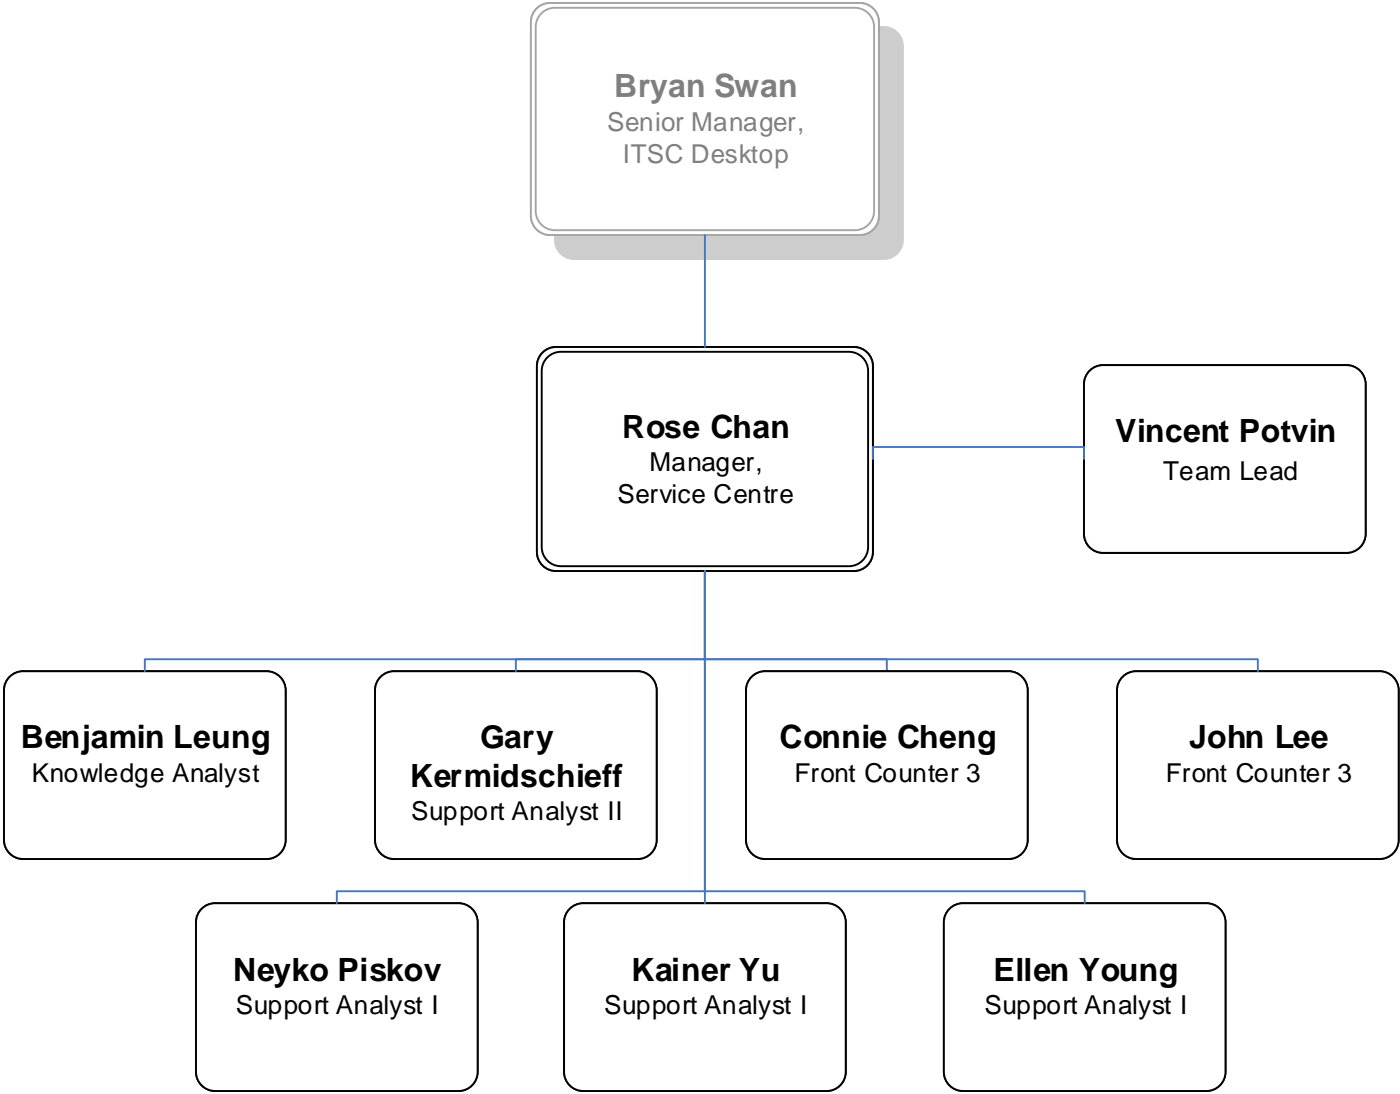 Bryan Swan
Senior Manager,
ITSC Desktop
Rose Chan
Manager,
Service Centre
Vincent Potvin
Team Lead
Benjamin Leung
Knowledge Analyst
Gary
Kermidschieff
Support Analyst II
Connie Cheng
Front Counter 3
John Lee
Front Counter 3
Neyko Piskov
Support Analyst I
Kainer Yu
Support Analyst I
Ellen Young
Support Analyst I